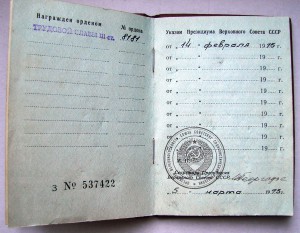 Награжден орденом
№ ордена
ТРУДОВОЙ СЛАВЫ III ст.
8181
З № 537422
Указом Президиума Верховного Совета СССР
от „14 " февраля 1975 г.
от „ " 19 г.
от „ " 19 г.
от „ " 19 г.
от „ " 19 г.
от „ " 19 г.
от „ " 19 г.
от „ " 19 г.
Секретарь Президиума
Верховного Совета СССР
„5 " марта 1975 г.